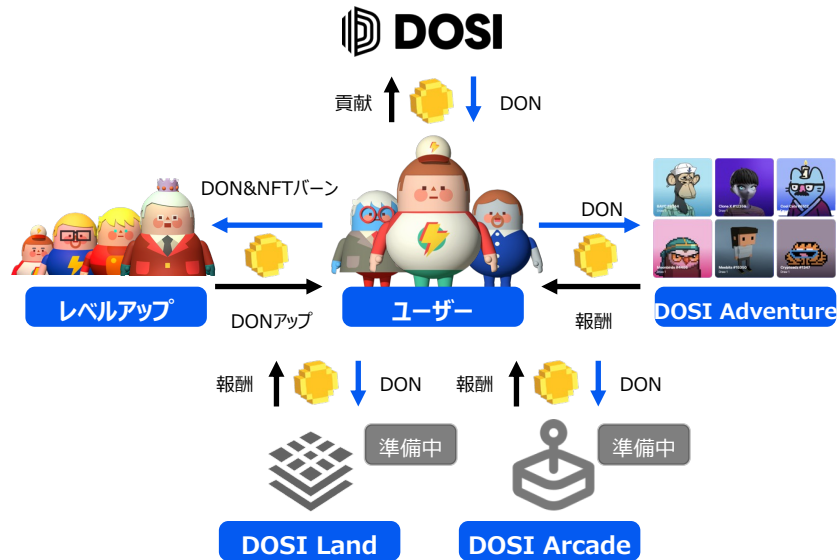 DOSI
貢献
DON
DON&NFTバーン
DON
レベルアップ
DONアップ
ユーザー
報酬
DOSI Adventure
報酬
DON
報酬
DON
準備中
準備中
DOSI Land
DOSI Arcade